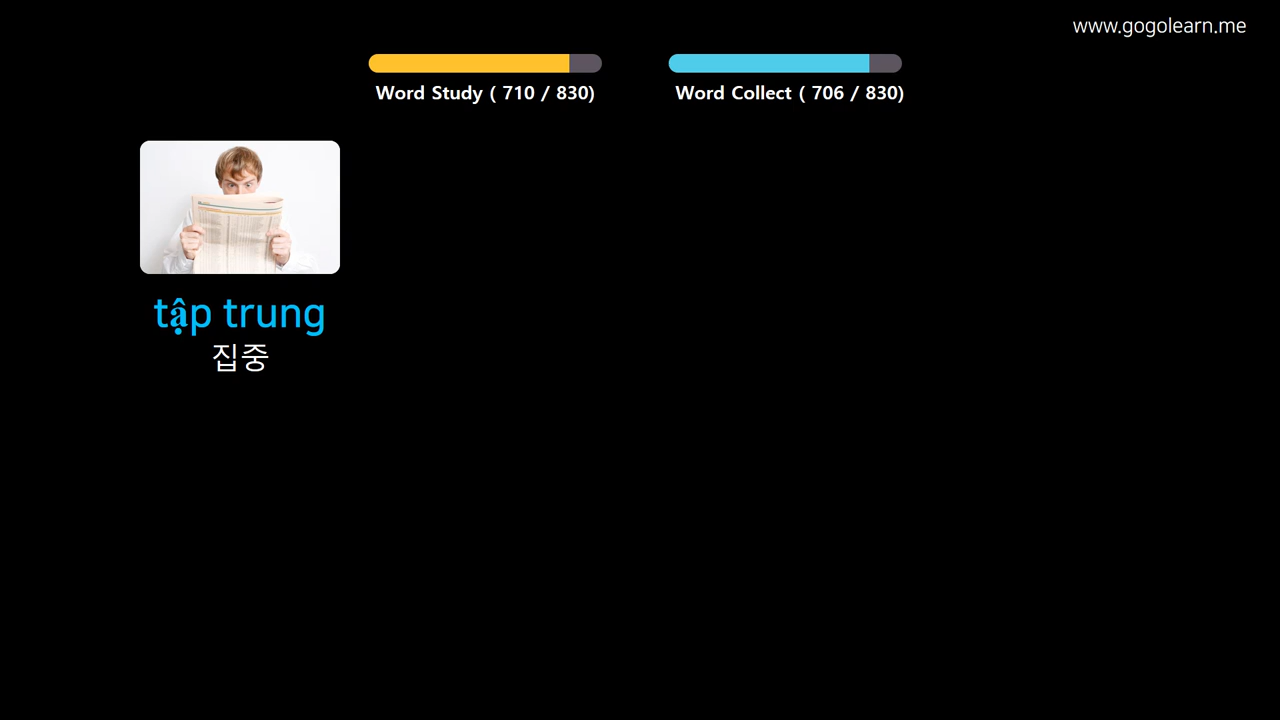 www.gogolearn.me
Word Study ( 710 / 830)
Word Collect ( 706 / 830)
tập trung
집중